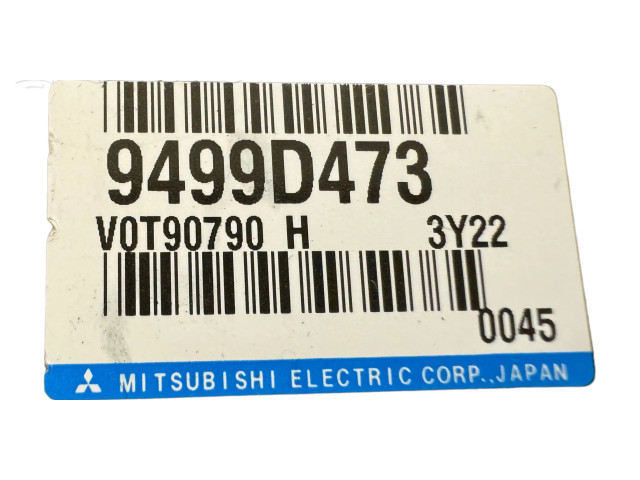 9499D473
V0T90790 H 3Y22
0045
MITSUBISHI ELECTRIC CORP.,JAPAN